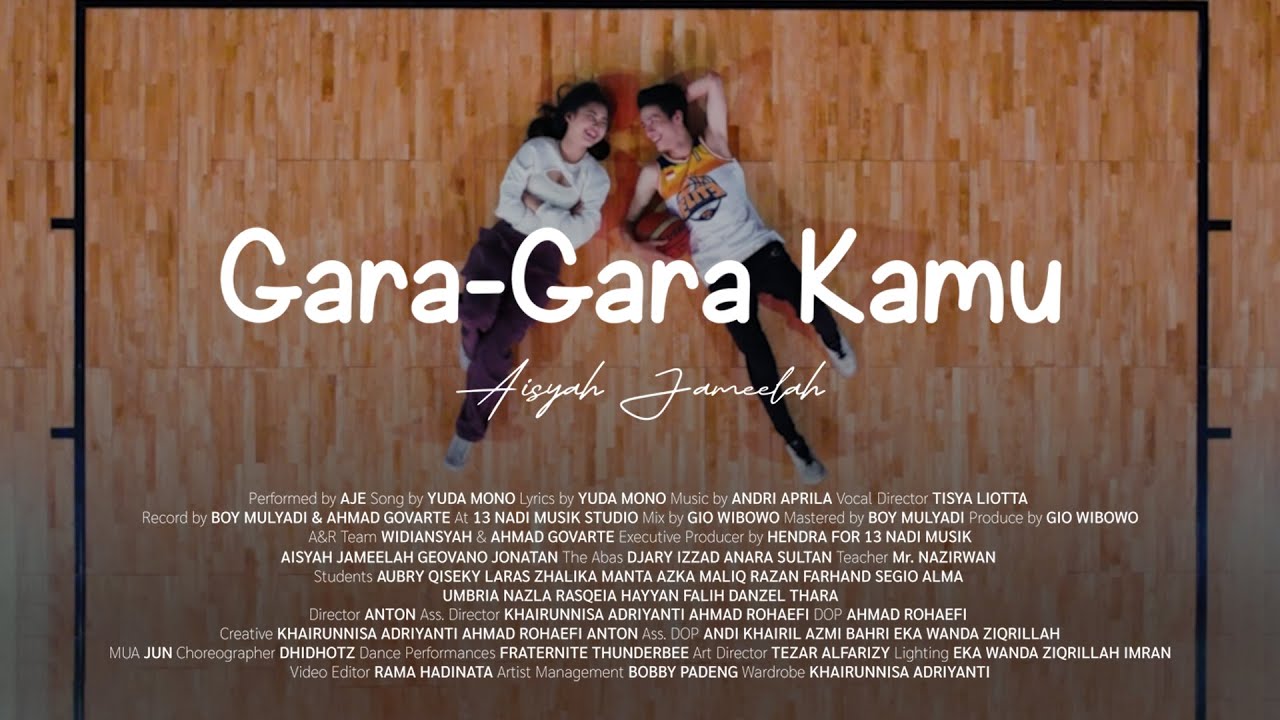 ELITE
Gara-Gara Kamu
Aisyah Jameelah
Performed by AJE Song by YUDA MONO Lyrics by YUDA MONO Music by ANDRI APRILA Vocal Director TISYA LIOTTA
Record by BOY MULYADI & AHMAD GOVARTE At 13 NADI MUSIK STUDIO Mix by GIO WIBOWO Mastered by BOY MULYADI Produce by GIO WIBOWO
A&R Team WIDIANSYAH & AHMAD GOVARTE Executive Producer by HENDRA FOR 13 NADI MUSIK
AISYAH JAMEELAH GEOVANO JONATAN The Abas DJARY IZZAD ANARA SULTAN Teacher Mr. NAZIRWAN
Students AUBRY QISEKY LARAS ZHALIKA MANTA AZKA MALIQ RAZAN FARHAND SEGIO ALMA
UMBRIA NAZLA RASQEIA HAYYAN FALIH DANZEL THARA
Director ANTON Ass. Director KHAIRUNNISA ADRIYANTI AHMAD ROHAEFI DOP AHMAD ROHAEFI
Creative KHAIRUNNISA ADRIYANTI AHMAD ROHAEFI ANTON Ass. DOP ANDI KHAIRIL AZMI BAHRI EKA WANDA ZIQRILLAH
MUA JUN Choreographer DHIDHOTZ Dance Performances FRATERNITE THUNDERBEE Art Director TEZAR ALFARIZY Lighting EKA WANDA ZIQRILLAH IMRAN
Video Editor RAMA HADINATA Artist Management BOBBY PADENG Wardrobe KHAIRUNNISA ADRIYANTI